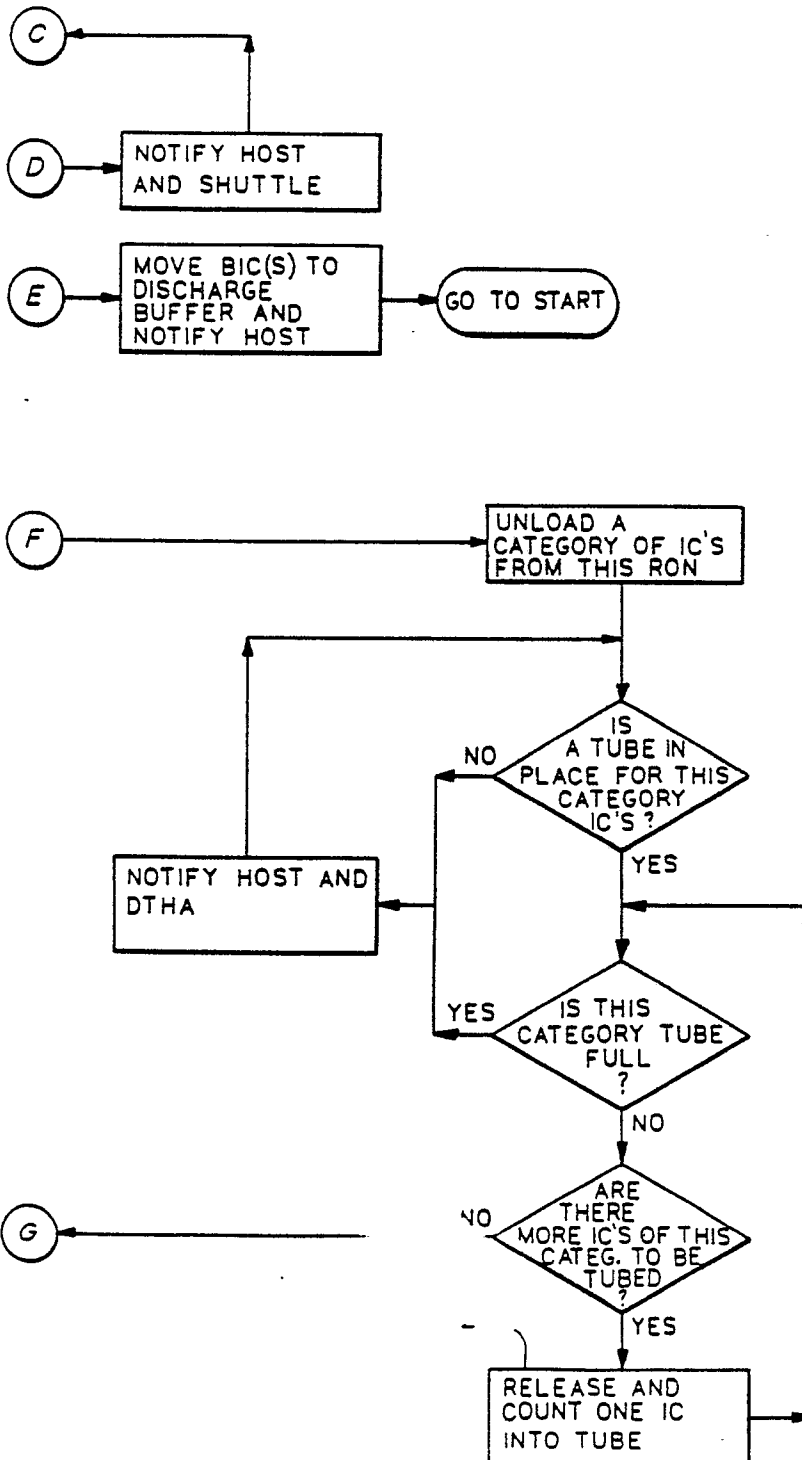 C
D
NOTIFY HOST
AND SHUTTLE
E
MOVE BIC(S) TO
DISCHARGE
BUFFER AND
NOTIFY HOST
GO TO START
F
UNLOAD A
CATEGORY OF IC'S
FROM THIS RON
IS
A TUBE IN
PLACE FOR THIS
CATEGORY
IC'S ?
NO
YES
NOTIFY HOST AND
DTHA
IS THIS
CATEGORY TUBE
FULL
?
YES
NO
ARE
THERE
MORE IC'S OF THIS
CATEG. TO BE
TUBED
?
NO
G
YES
RELEASE AND
COUNT ONE IC
INTO TUBE